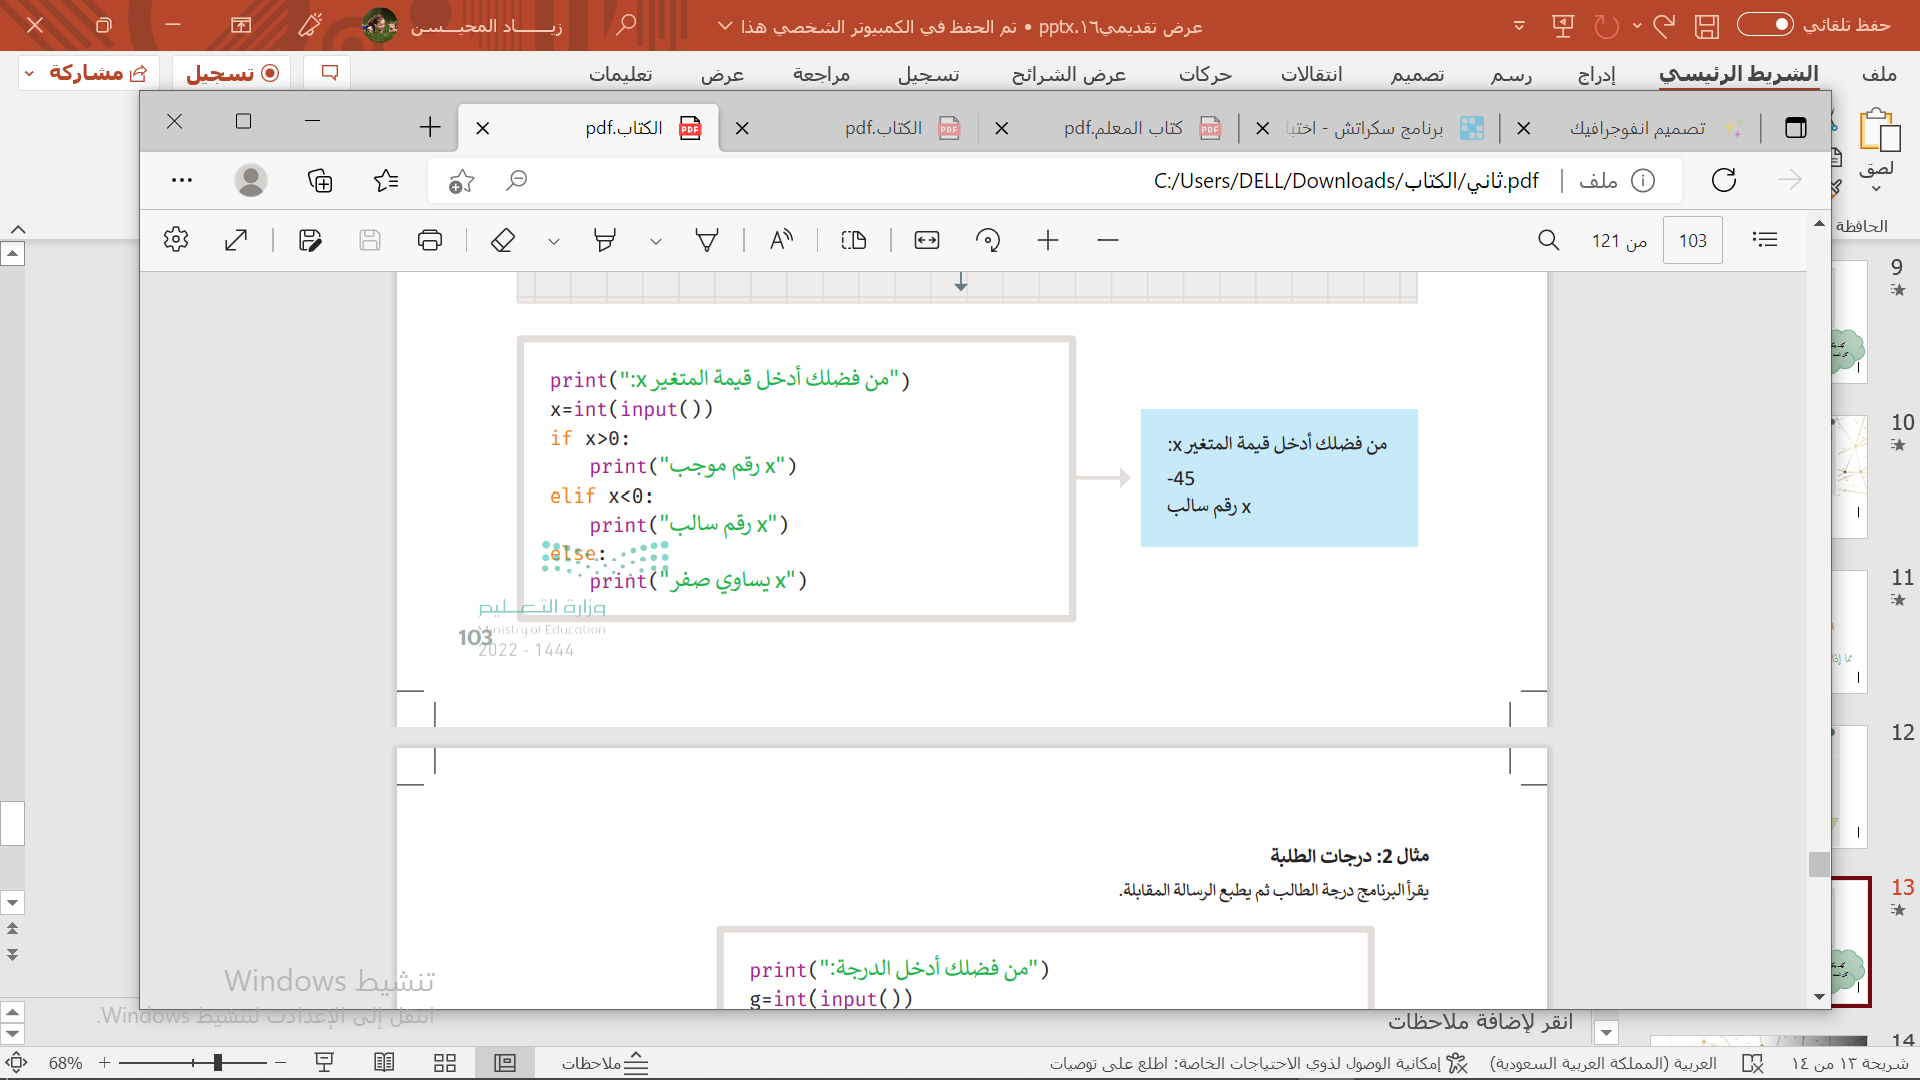 حفظ تلقائي
عرض تقديمي١٦.pptx • تم الحفظ في الكمبيوتر الشخصي هذا
زيـــــاد المحيـــسن
ملف
الشريط الرئيسي
إدراج
رسم
تصميم
انتقالات
حركات
عرض الشرائح
تسجيل
مراجعة
عرض
تعليمات
تسجيل
مشاركة
لصق
الحافظة
تصميم انفوجرافيك
برنامج سكراتش - اختبا
كتاب المعلم.pdf
الكتاب.pdf
الكتاب.pdf
ملف
C:/Users/DELL/Downloads/ثاني/الكتاب.pdf
103
من 121
print("من فضلك أدخل قيمة المتغير x:")
x=int(input())
if x>0:
print("x رقم موجب")
elif x<0:
print("x رقم سالب")
else:
print("x يساوي صفر")
من فضلك أدخل قيمة المتغير x:
-45
x رقم سالب
وزارة التعليم
Ministry of Education
103
2022 - 1444
مثال 2: درجات الطلبة
يقرأ البرنامج درجة الطالب ثم يطبع الرسالة المقابلة.
print("من فضلك أدخل الدرجة:")
g=int(input())
9
10
11
12
13
14
تنشيط Windows
انتقل إلى الإعدادت لتنشيط Windows.
انقر لإضافة ملاحظات
شريحة ١٣ من ١٤
العربية (المملكة العربية السعودية)
إمكانية الوصول لذوي الاحتياجات الخاصة: اطلع على توصيات
ملاحظات
68%